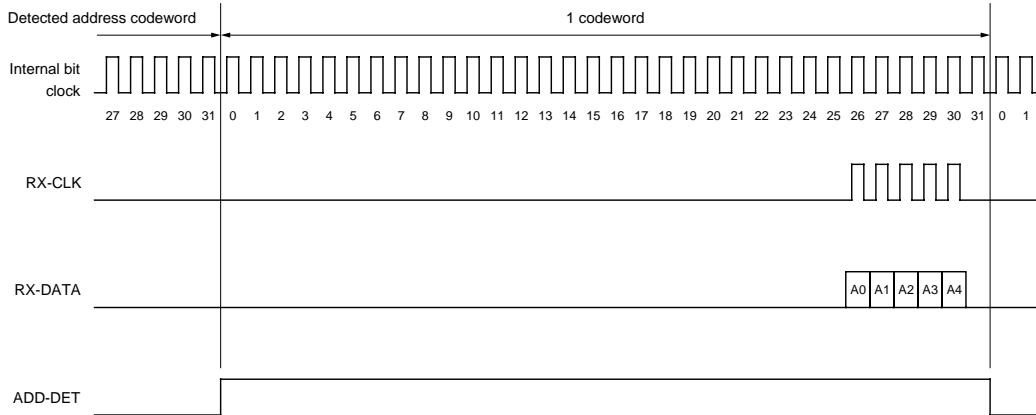 Detected address codeword
1 codeword
Internal bit
clock
27 28 29 30 31 0 1 2 3 4 5 6 7 8 9 10 11 12 13 14 15 16 17 18 19 20 21 22 23 24 25 26 27 28 29 30 31 0 1
RX-CLK
RX-DATA
A0 A1 A2 A3 A4
ADD-DET